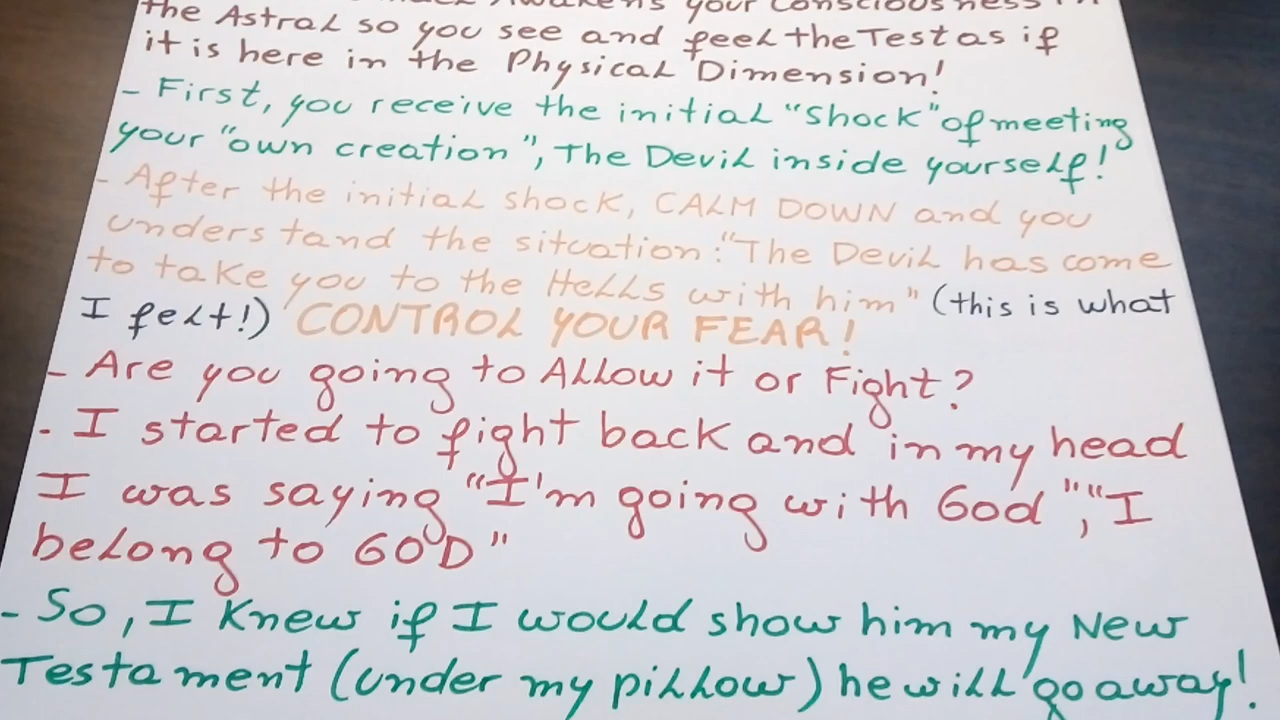 your Consciousness in
the Astral so you see and feel the Test as if
it is here in the Physical Dimension!
- First, you receive the initial "Shock" of meeting
your "own creation", The Devil inside yourself!
- After the initial shock, CALM DOWN and you
understand the situation: "The Devil has come
to take you to the Hells with him" (this is what
I felt!) CONTROL YOUR FEAR!
- Are you going to Allow it or Fight?
- I started to fight back and in my head
I was saying "I'm going with God", "I
belong to GOD"
- So, I Knew if I would show him my New
Testament (under my pillow) he will go away!